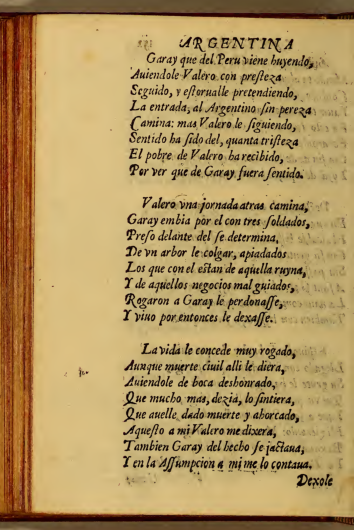 ARGENTINA
Garay que del Peru viene huyendo,
Auiendole Valero con presteza
Seguido, y estoruалle pretendiendo,
La entrada, al Argentino sin pereza
Camina: mas Valero le siguiendo,
Sentido ha sido del, quanta tristeza
El pobre de Valero ha recibido,
Por ver que de Garay fuera sentido.
Valero vna jornada atras camina,
Garay embia por el con tres soldados,
Preso delante del se determina,
De vn arbor le colgar, apiadados
Los que con el estan de aquella ruyna,
Y de aquellos negocios mal guiados,
Rogaron a Garay le perdonasse,
Y viuo por entonces le dexasse.
La vida le concede muy rogado,
Aunque muerte ciuil alli le diera,
Auiendole de boca deshonrado,
Que mucho mas, dezia, lo sintiera,
Que auelle dado muerte y ahorcado,
Aquesto a mi Valero me dixera,
Tambien Garay del hecho se jactaua,
Y en la Assumpcion a mi me lo contaua.
Dexole